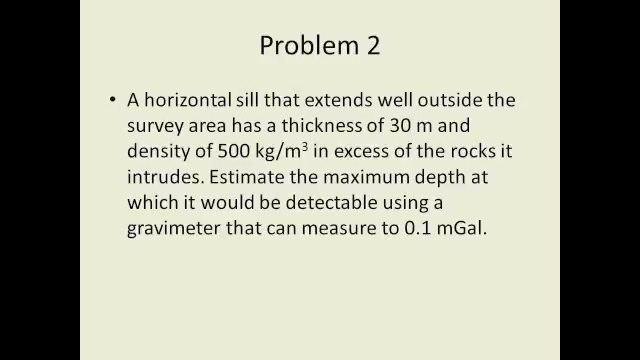 Problem 2
• A horizontal sill that extends well outside the
survey area has a thickness of 30 m and
density of 500 kg/m³ in excess of the rocks it
intrudes. Estimate the maximum depth at
which it would be detectable using a
gravimeter that can measure to 0.1 mGal.